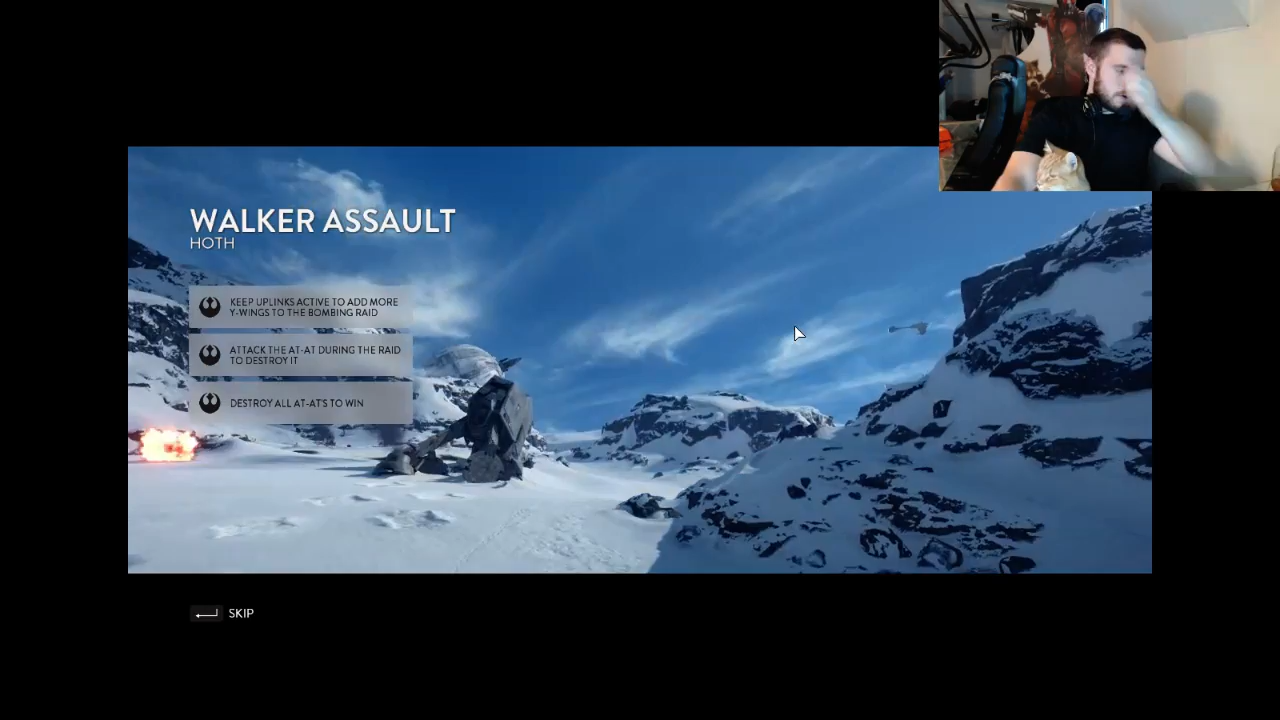 WALKER ASSAULT
HOTH
KEEP UPLINKS ACTIVE TO ADD MORE
Y-WINGS TO THE BOMBING RAID
ATTACK THE AT-AT DURING THE RAID
TO DESTROY IT
DESTROY ALL AT-AT'S TO WIN
SKIP